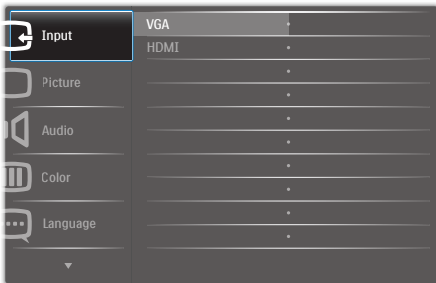 Input
Picture
Audio
Color
Language
VGA
HDMI